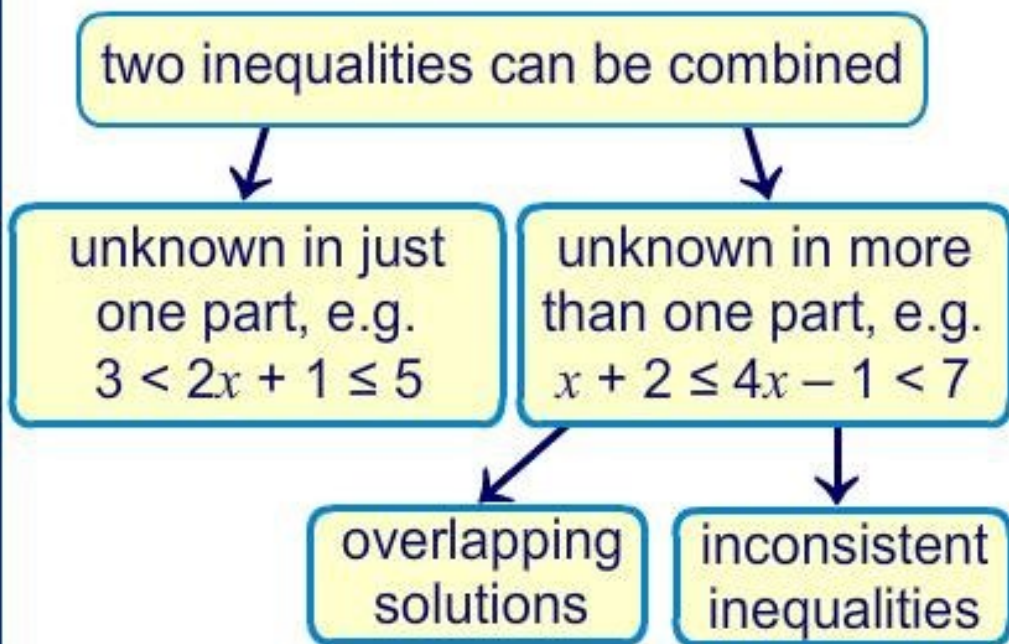 two inequalities can be combined
unknown in just
one part, e.g.
3 < 2x + 1 ≤ 5
unknown in more
than one part, e.g.
x + 2 ≤ 4x – 1 < 7
overlapping
solutions
inconsistent
inequalities